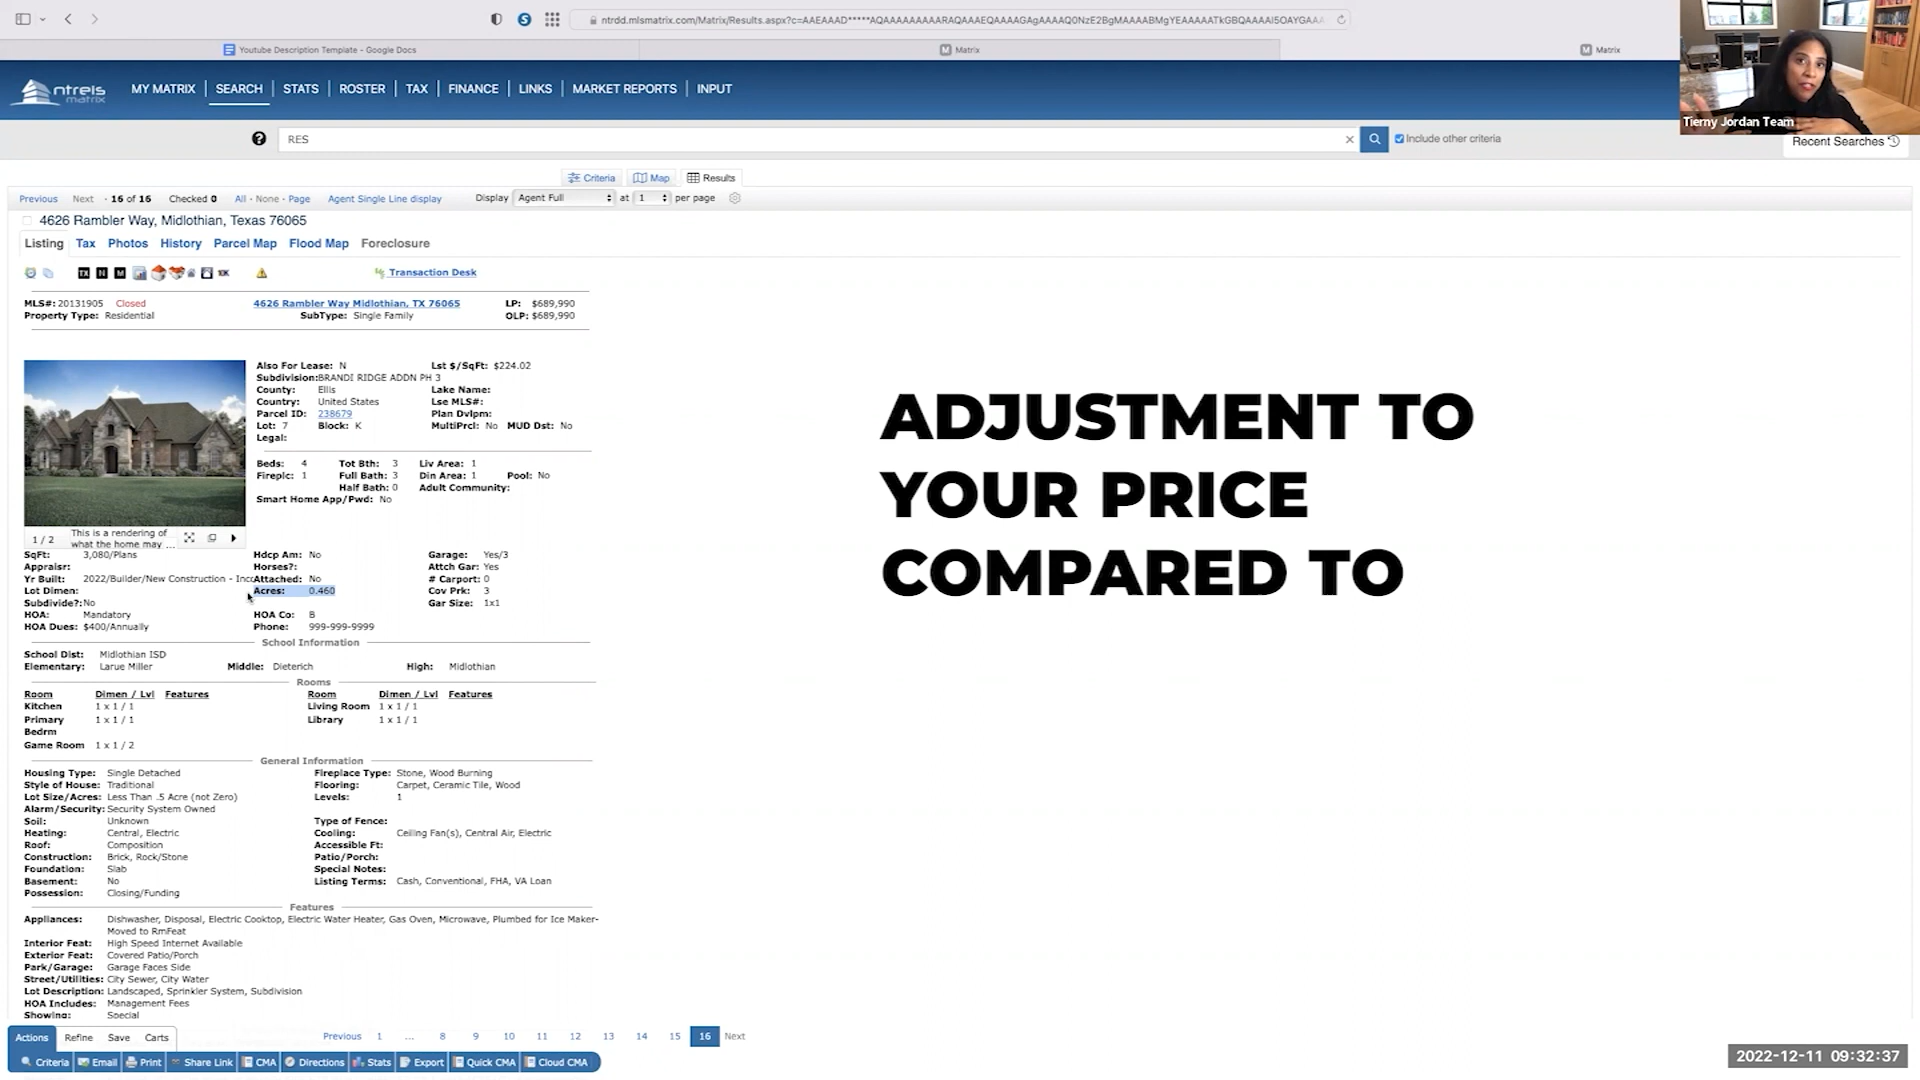 ntrdd.mlsmatrix.com/Matrix/Results.aspx?c=AAEAAAD*****AQAAAAAAAAARAQAAAEQAAAAGAgAAAAQ0NzE2BgMAAAABMgYEAAAAATkGBQAAAAI5OAYGAAA
Youtube Description Template - Google Docs
Matrix
Matrix
ntreis matrix
MY MATRIX SEARCH STATS ROSTER TAX FINANCE LINKS MARKET REPORTS INPUT
Tierny Jordan Team
RES
Include other criteria
Recent Searches
Criteria Map Results
Previous Next · 16 of 16 Checked 0 All · None · Page Agent Single Line display Display Agent Full at 1 per page
4626 Rambler Way, Midlothian, Texas 76065
Listing Tax Photos History Parcel Map Flood Map Foreclosure
Transaction Desk
MLS#: 20131905 Closed 4626 Rambler Way Midlothian, TX 76065 LP: $689,990
Property Type: Residential SubType: Single Family OLP: $689,990
Also For Lease: N Lst $/SqFt: $224.02
Subdivision: BRANDI RIDGE ADDN PH 3
County: Ellis Lake Name:
Country: United States Lse MLS#:
Parcel ID: 238679 Plan Dvlpm:
Lot: 7 Block: K MultiPrcl: No MUD Dst: No
Legal:
Beds: 4 Tot Bth: 3 Liv Area: 1
Fireplc: 1 Full Bath: 3 Din Area: 1 Pool: No
Half Bath: 0 Adult Community:
Smart Home App/Pwd: No
1 / 2 This is a rendering of
what the home may ...
SqFt: 3,080/Plans Hdcp Am: No Garage: Yes/3
Appraisr: Horses?: Attch Gar: Yes
Yr Built: 2022/Builder/New Construction - Inc Attached: No # Carport: 0
Lot Dimen: Acres: 0.460 Cov Prk: 3
Subdivide?: No Gar Size: 1x1
HOA: Mandatory HOA Co: B
HOA Dues: $400/Annually Phone: 999-999-9999
School Information
School Dist: Midlothian ISD
Elementary: Larue Miller Middle: Dieterich High: Midlothian
Rooms
Room Dimen / Lvl Features Room Dimen / Lvl Features
Kitchen 1 x 1 / 1 Living Room 1 x 1 / 1
Primary 1 x 1 / 1 Library 1 x 1 / 1
Bedrm
Game Room 1 x 1 / 2
General Information
Housing Type: Single Detached Fireplace Type: Stone, Wood Burning
Style of House: Traditional Flooring: Carpet, Ceramic Tile, Wood
Lot Size/Acres: Less Than .5 Acre (not Zero) Levels: 1
Alarm/Security: Security System Owned
Soil: Unknown Type of Fence:
Heating: Central, Electric Cooling: Ceiling Fan(s), Central Air, Electric
Roof: Composition Accessible Ft:
Construction: Brick, Rock/Stone Patio/Porch:
Foundation: Slab Special Notes:
Basement: No Listing Terms: Cash, Conventional, FHA, VA Loan
Possession: Closing/Funding
Features
Appliances: Dishwasher, Disposal, Electric Cooktop, Electric Water Heater, Gas Oven, Microwave, Plumbed for Ice Maker-
Moved to RmFeat
Interior Feat: High Speed Internet Available
Exterior Feat: Covered Patio/Porch
Park/Garage: Garage Faces Side
Street/Utilities: City Sewer, City Water
Lot Description: Landscaped, Sprinkler System, Subdivision
HOA Includes: Management Fees
Showing: Special
ADJUSTMENT TO
YOUR PRICE
COMPARED TO
Actions Refine Save Carts Previous 1 ... 8 9 10 11 12 13 14 15 16 Next
Criteria Email Print Share Link CMA Directions Stats Export Quick CMA Cloud CMA
2022-12-11 09:32:37